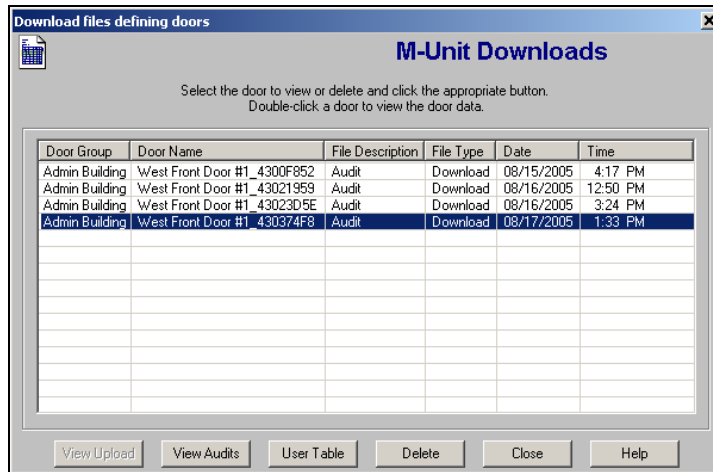 Download files defining doors
M-Unit Downloads
Select the door to view or delete and click the appropriate button.
Double-click a door to view the door data.
Door Group Door Name File Description File Type Date Time
Admin Building West Front Door #1_4300F852 Audit Download 08/15/2005 4:17 PM
Admin Building West Front Door #1_43021959 Audit Download 08/16/2005 12:50 PM
Admin Building West Front Door #1_43023D5E Audit Download 08/16/2005 3:24 PM
Admin Building West Front Door #1_430374F8 Audit Download 08/17/2005 1:33 PM
View Upload View Audits User Table Delete Close Help